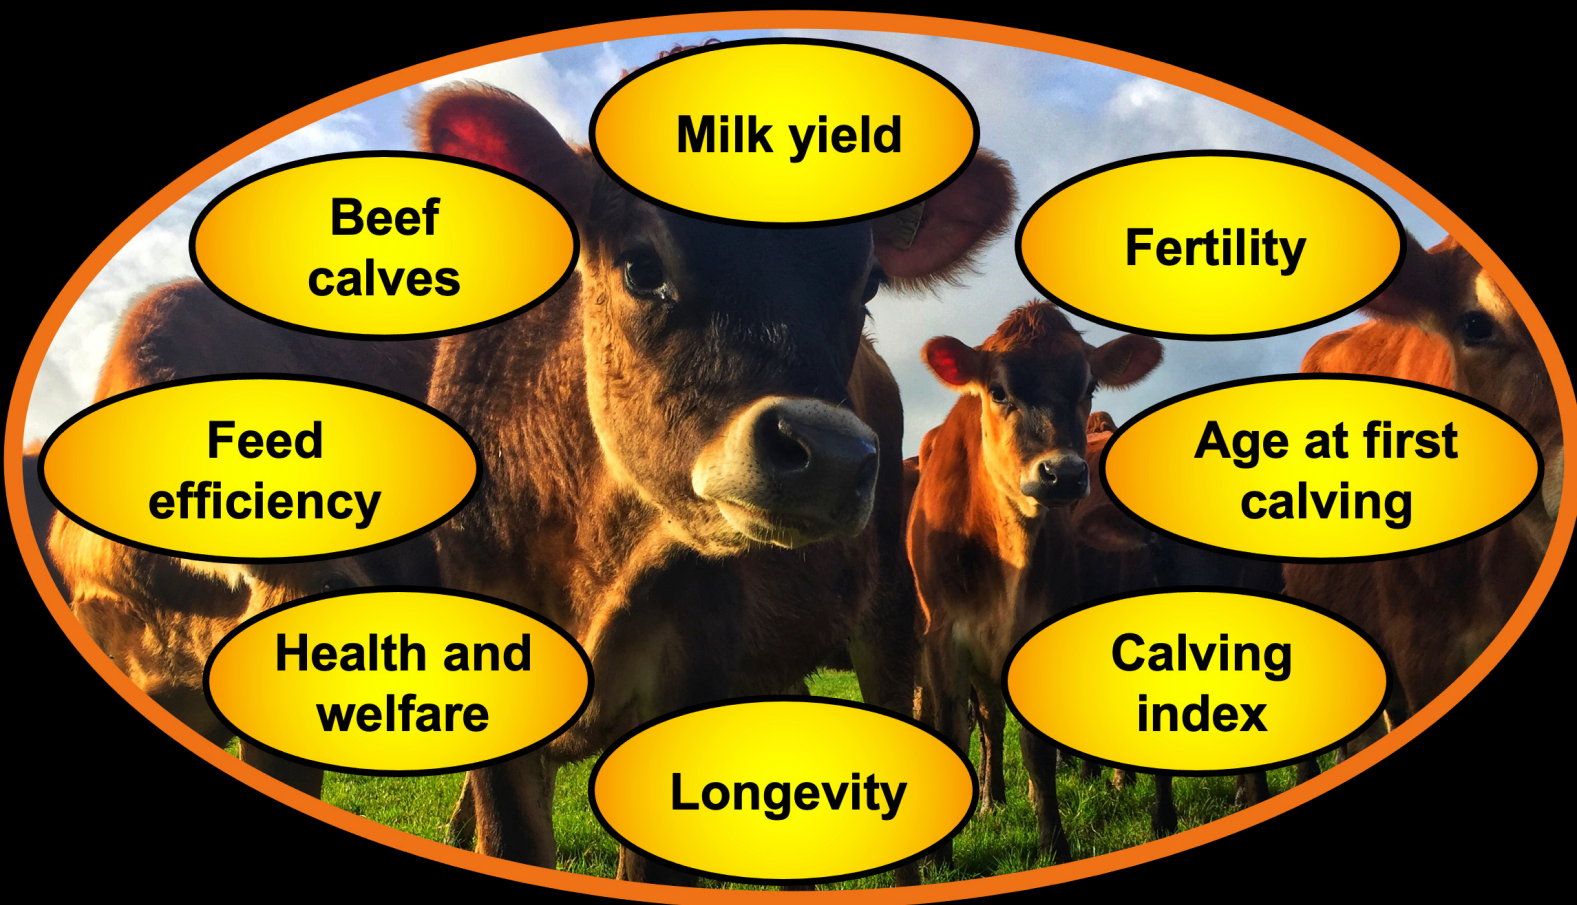 Milk yield
Beef
calves
Fertility
Feed
efficiency
Age at first
calving
Health and
welfare
Calving
index
Longevity